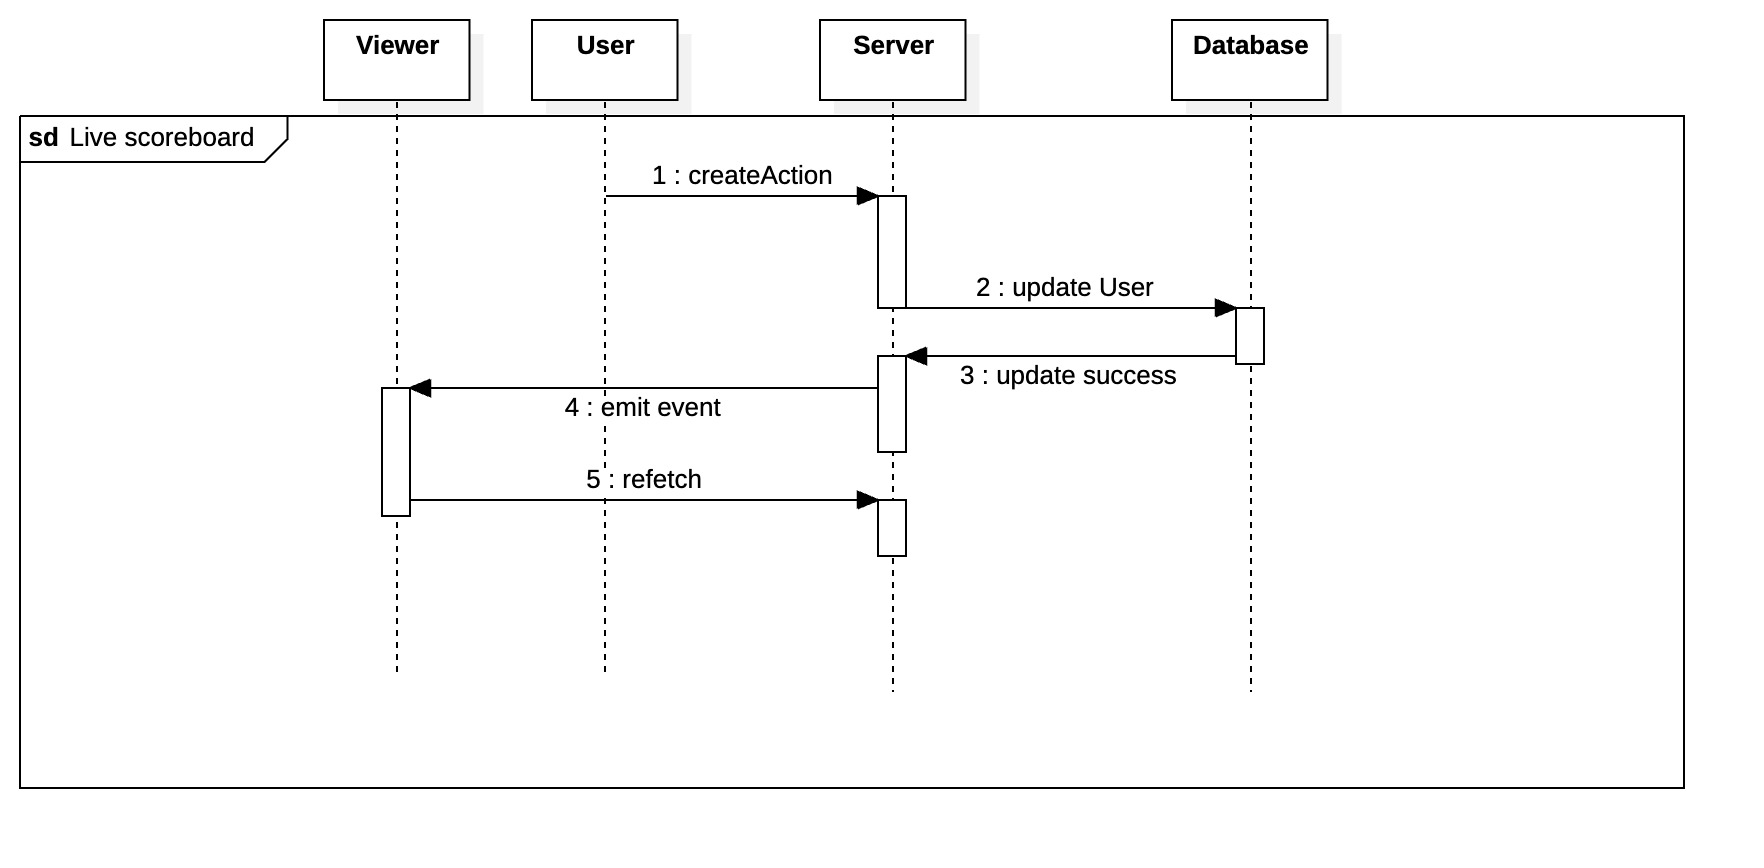 Viewer
User
Server
Database
sd Live scoreboard
1 : createAction
2 : update User
3 : update success
4 : emit event
5 : refetch